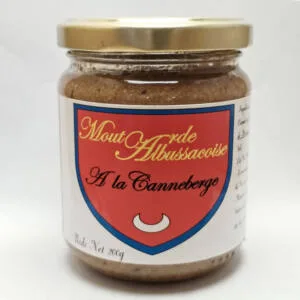 Moutarde
Albussacoise
A la Canneberge
Poids Net 200g